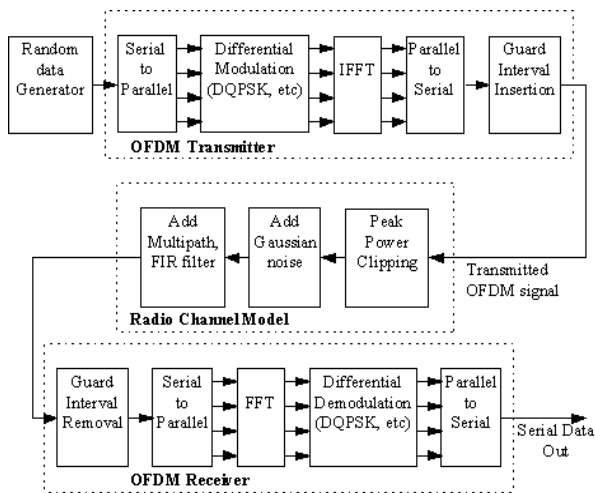 Random
data
Generator
Serial
to
Parallel
Differential
Modulation
(DQPSK, etc)
IFFT
Parallel
to
Serial
Guard
Interval
Insertion
OFDM Transmitter
Add
Multipath,
FIR filter
Add
Gaussian
noise
Peak
Power
Clipping
Transmitted
OFDM signal
Radio Channel Model
Guard
Interval
Removal
Serial
to
Parallel
FFT
Differential
Demodulation
(DQPSK, etc)
Parallel
to
Serial
Serial Data
Out
OFDM Receiver